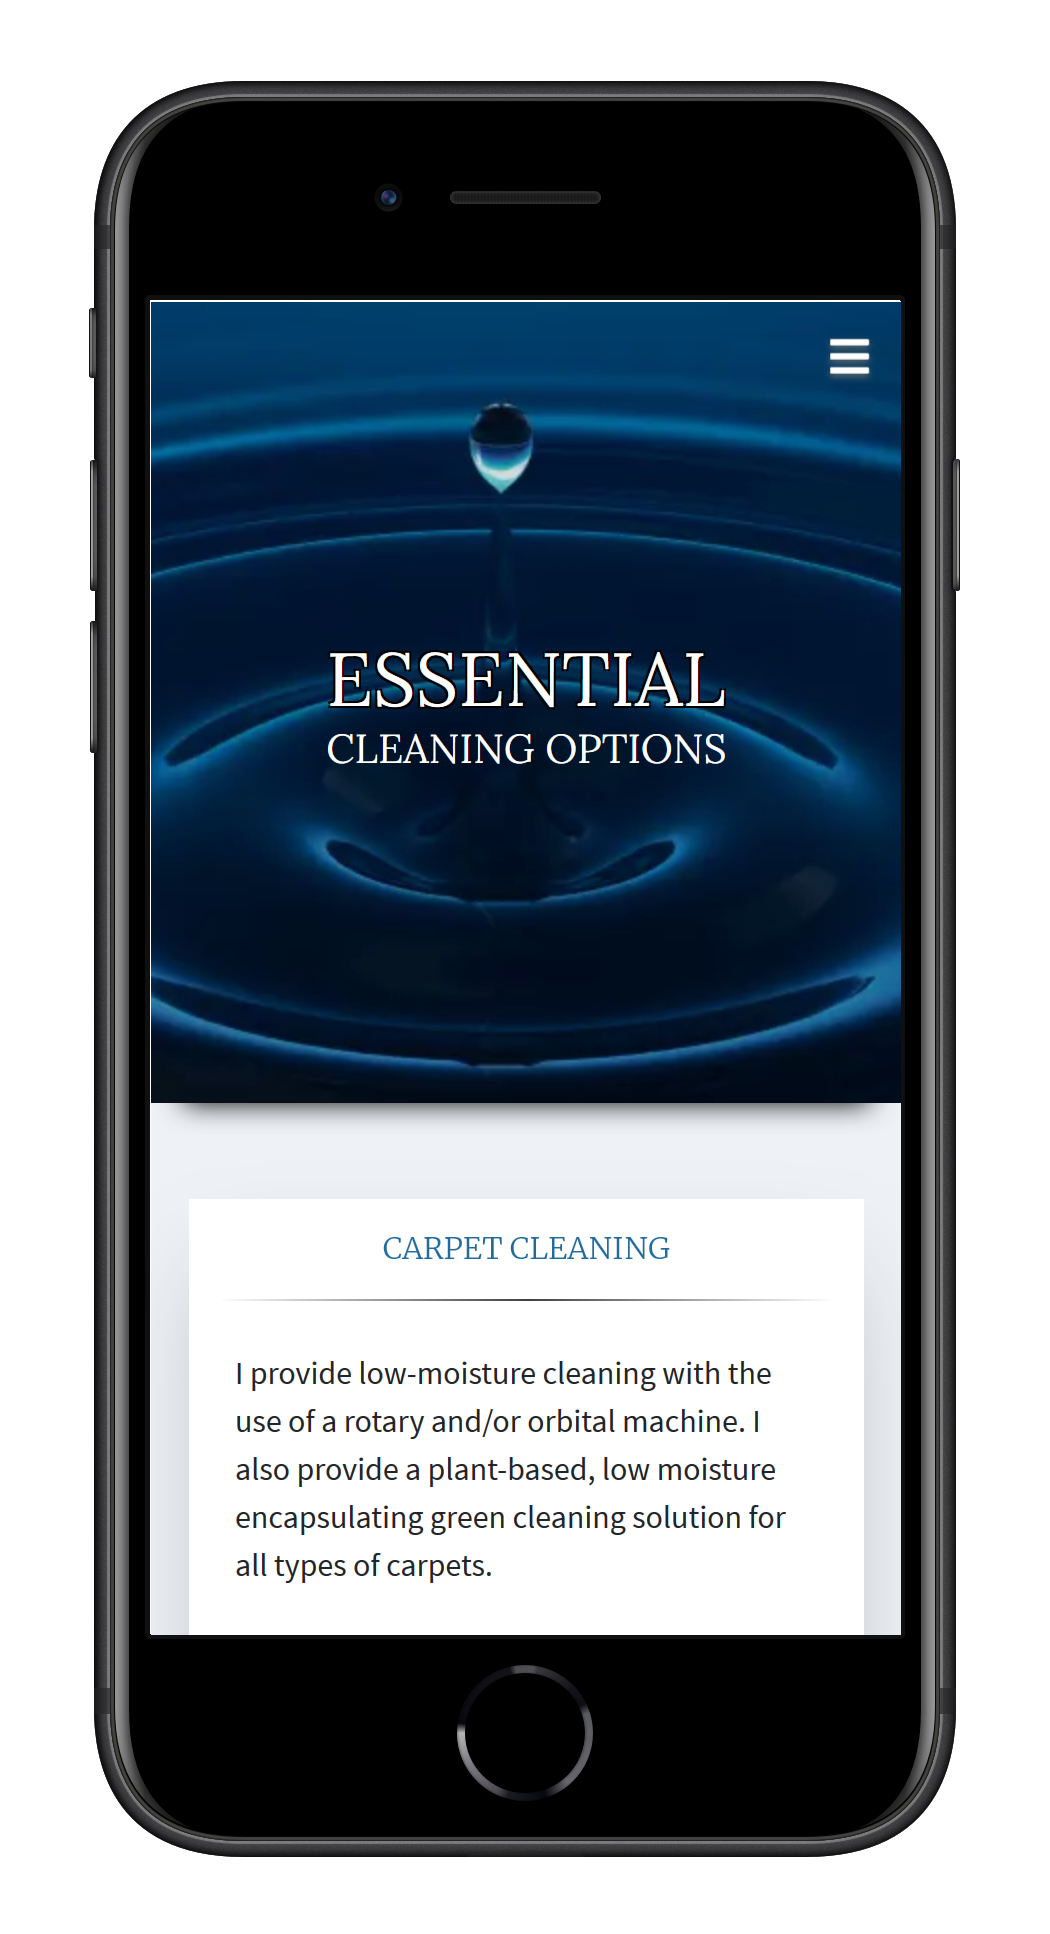 ESSENTIAL
CLEANING OPTIONS
CARPET CLEANING
I provide low-moisture cleaning with the
use of a rotary and/or orbital machine. I
also provide a plant-based, low moisture
encapsulating green cleaning solution for
all types of carpets.